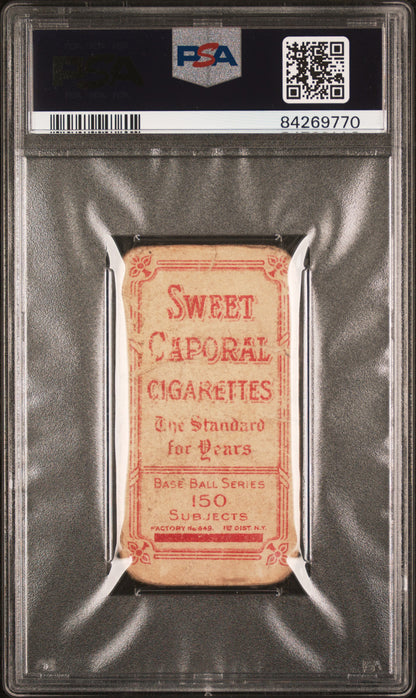 PSA
84269770
SWEET
CAPORAL
CIGARETTES
The Standard
for Years
BASE BALL SERIES
150
SUBJECTS
FACTORY No. 649. 1ST DIST. N.Y.